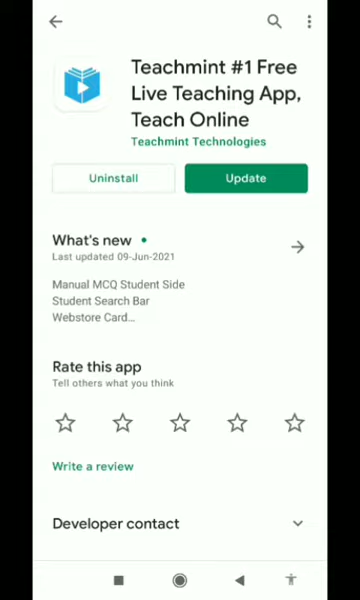 Teachmint #1 Free
Live Teaching App,
Teach Online
Teachmint Technologies
Uninstall
Update
What's new
Last updated 09-Jun-2021
Manual MCQ Student Side
Student Search Bar
Webstore Card...
Rate this app
Tell others what you think
Write a review
Developer contact